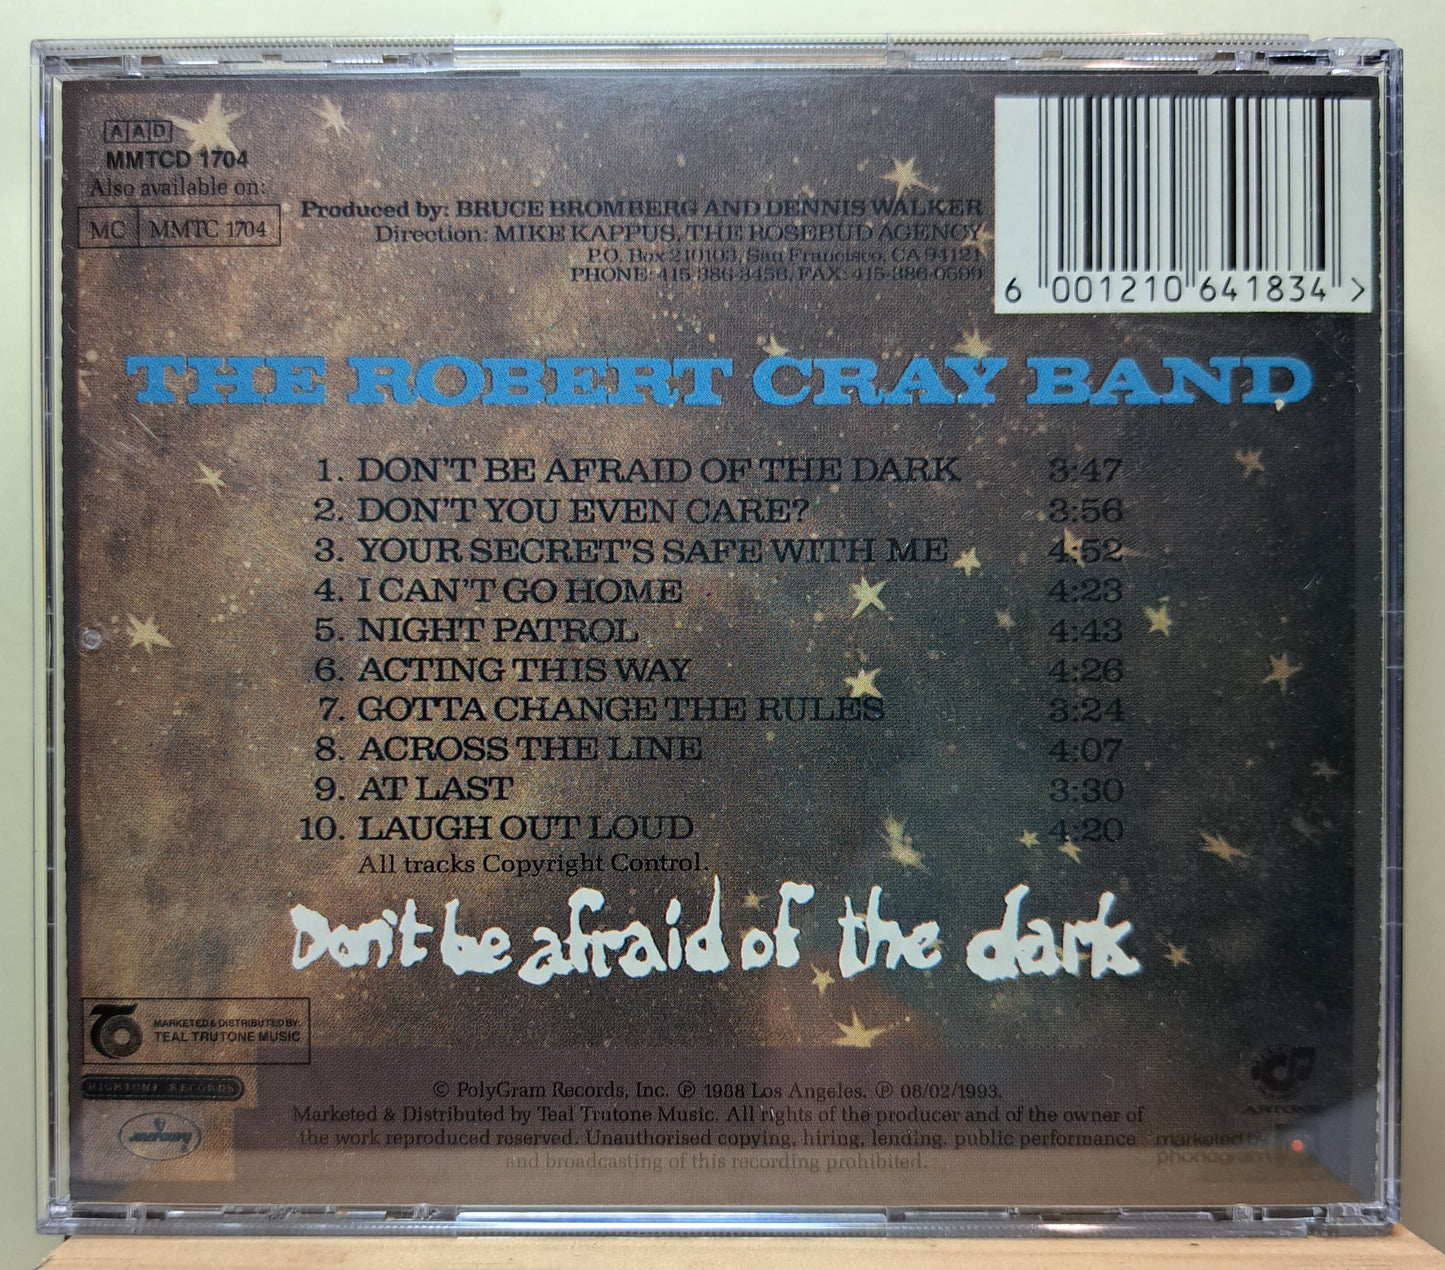 AAD
MMTCD 1704
Also available on:
MC MMTC 1704
Produced by: BRUCE BROMBERG AND DENNIS WALKER
Direction: MIKE KAPPUS, THE ROSEBUD AGENCY
P.O. Box 210103, San Francisco, CA 94121
PHONE: 415-386-3456, FAX: 415-386-0599
6 001210 641834 >
THE ROBERT CRAY BAND
1. DON'T BE AFRAID OF THE DARK 3:47
2. DON'T YOU EVEN CARE? 3:56
3. YOUR SECRET'S SAFE WITH ME 4:52
4. I CAN'T GO HOME 4:23
5. NIGHT PATROL 4:43
6. ACTING THIS WAY 4:26
7. GOTTA CHANGE THE RULES 3:24
8. ACROSS THE LINE 4:07
9. AT LAST 3:30
10. LAUGH OUT LOUD 4:20
All tracks Copyright Control.
Don't be afraid of the dark
MARKETED & DISTRIBUTED BY:
TEAL TRUTONE MUSIC
HIGHTONE RECORDS
mercury
© PolyGram Records, Inc. ℗ 1988 Los Angeles. ℗ 08/02/1993.
Marketed & Distributed by Teal Trutone Music. All rights of the producer and of the owner of
the work reproduced reserved. Unauthorised copying, hiring, lending. public performance
and broadcasting of this recording prohibited.
ARTONE
marketed by
phonogram